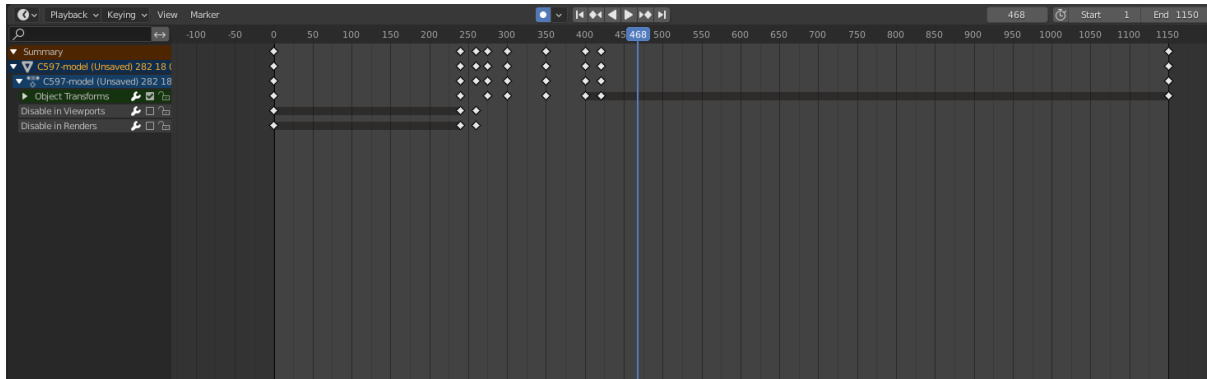 Playback Keying View Marker 468 Start 1 End 1150
-100 -50 0 50 100 150 200 250 300 350 400 45 468 500 550 600 650 700 750 800 850 900 950 1000 1050 1100 1150
Summary
C597-model (Unsaved) 282 18 (
C597-model (Unsaved) 282 18
Object Transforms
Disable in Viewports
Disable in Renders